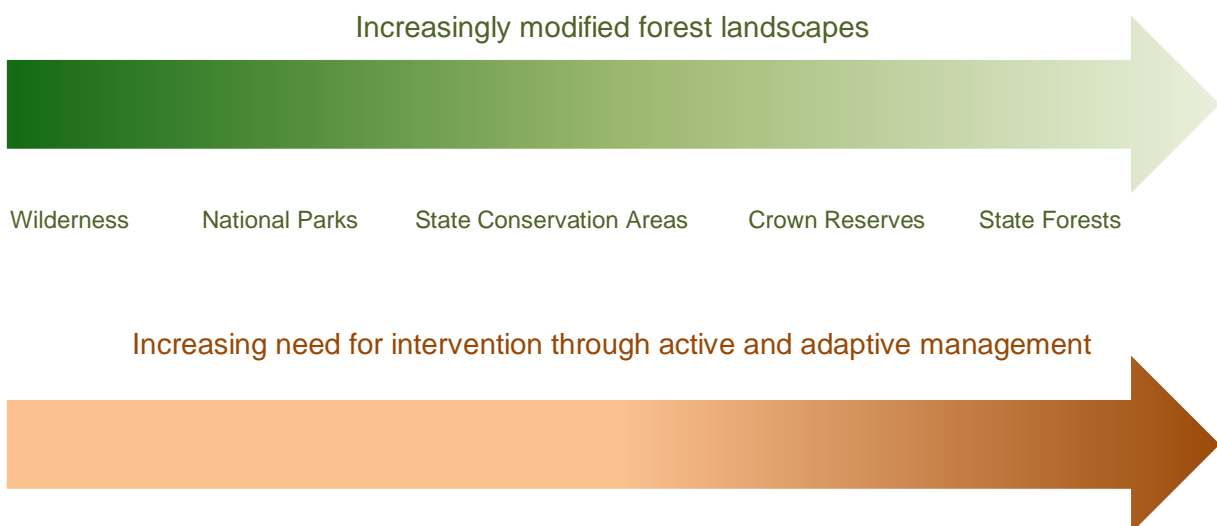 Increasingly modified forest landscapes
Wilderness National Parks State Conservation Areas Crown Reserves State Forests
Increasing need for intervention through active and adaptive management